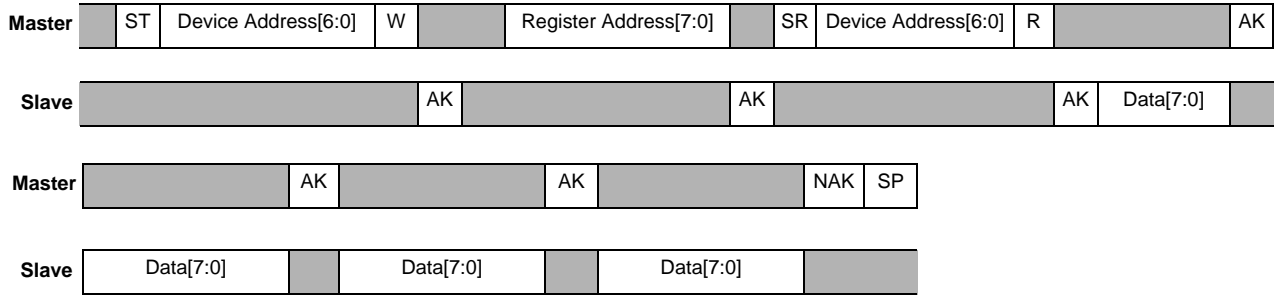 Master ST Device Address[6:0] W Register Address[7:0] SR Device Address[6:0] R AK
Slave AK AK AK Data[7:0]
Master AK AK NAK SP
Slave Data[7:0] Data[7:0] Data[7:0]